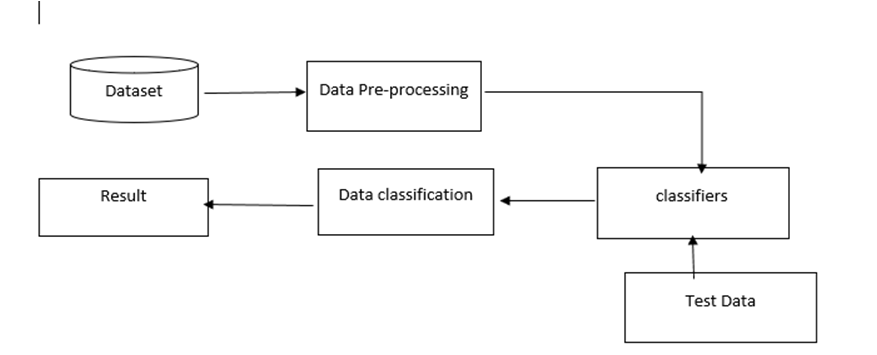 Dataset
Data Pre-processing
Result
Data classification
classifiers
Test Data